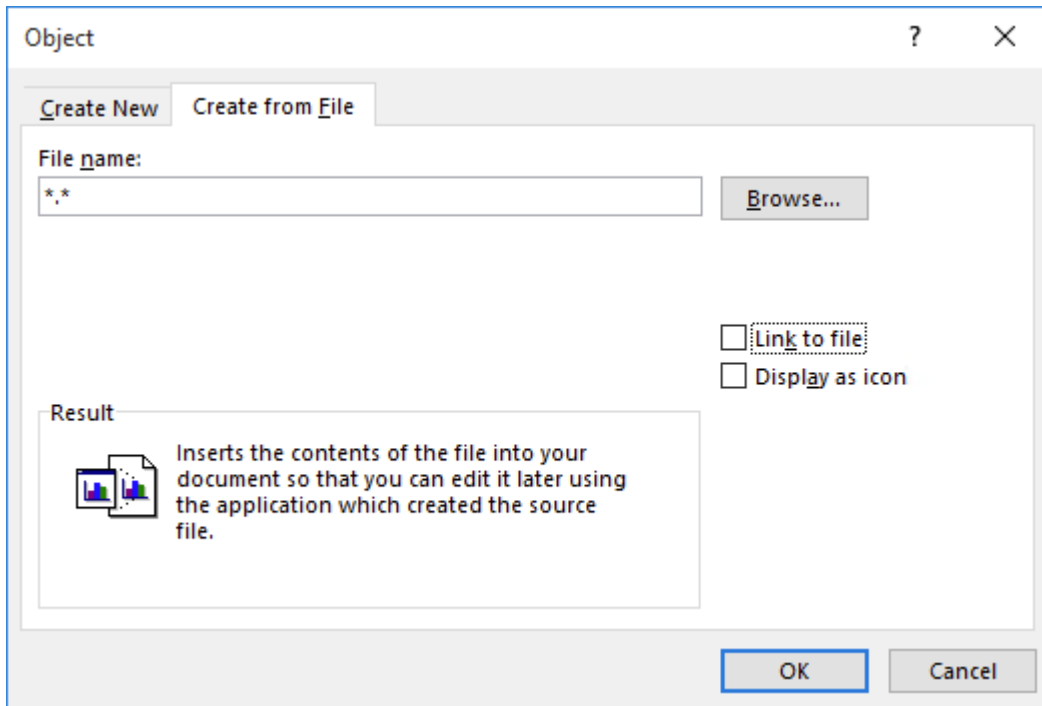 Object
?
Create New
Create from File
File name:
*.*
Browse...
Link to file
Display as icon
Result
Inserts the contents of the file into your
document so that you can edit it later using
the application which created the source
file.
OK
Cancel